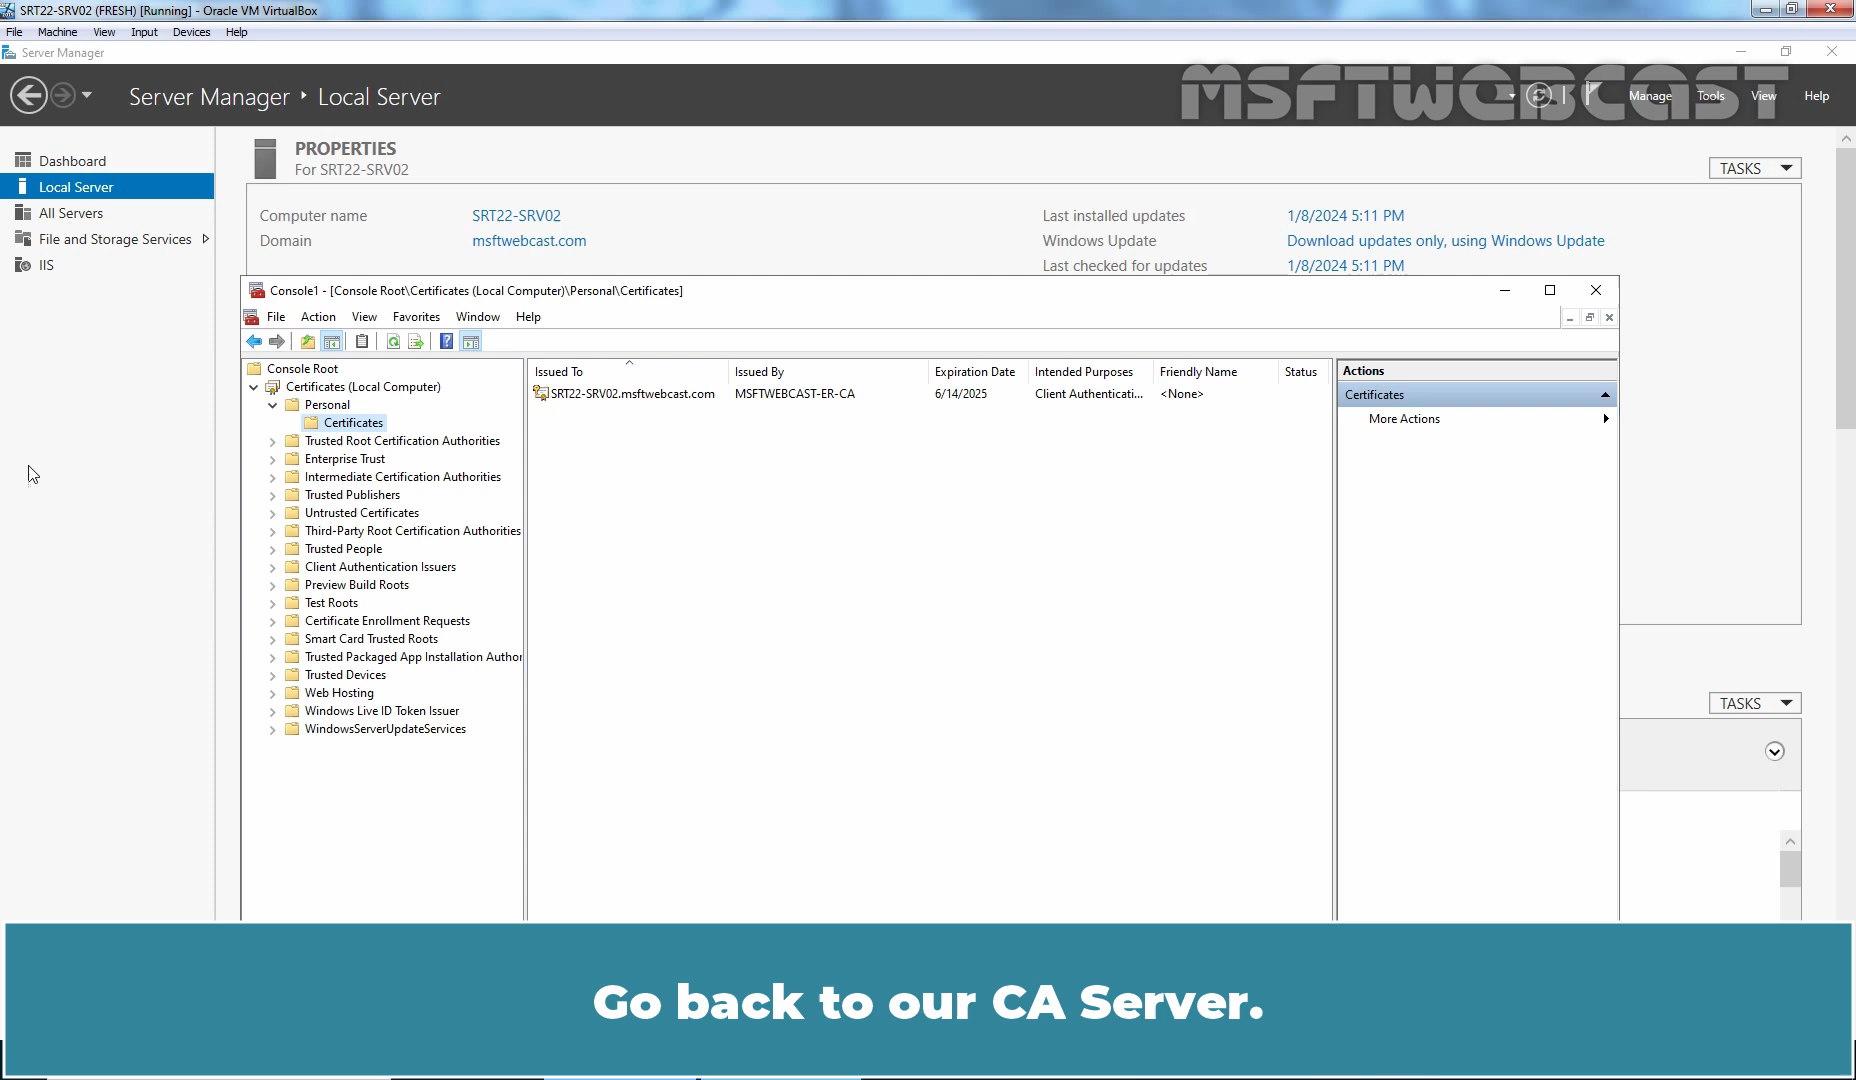 SRT22-SRV02 (FRESH) [Running] - Oracle VM VirtualBox
File Machine View Input Devices Help
Server Manager
Server Manager Local Server
MSFTWEBCAST
Manage Tools View Help
Dashboard
Local Server
All Servers
File and Storage Services
IIS
PROPERTIES
For SRT22-SRV02
TASKS
Computer name SRT22-SRV02
Domain msftwebcast.com
Last installed updates 1/8/2024 5:11 PM
Windows Update Download updates only, using Windows Update
Last checked for updates 1/8/2024 5:11 PM
Console1 - [Console Root\Certificates (Local Computer)\Personal\Certificates]
File Action View Favorites Window Help
Console Root
Certificates (Local Computer)
Personal
Certificates
Trusted Root Certification Authorities
Enterprise Trust
Intermediate Certification Authorities
Trusted Publishers
Untrusted Certificates
Third-Party Root Certification Authorities
Trusted People
Client Authentication Issuers
Preview Build Roots
Test Roots
Certificate Enrollment Requests
Smart Card Trusted Roots
Trusted Packaged App Installation Author
Trusted Devices
Web Hosting
Windows Live ID Token Issuer
WindowsServerUpdateServices
Issued To Issued By Expiration Date Intended Purposes Friendly Name Status
SRT22-SRV02.msftwebcast.com MSFTWEBCAST-ER-CA 6/14/2025 Client Authenticati... <None>
Actions
Certificates
More Actions
TASKS
Go back to our CA Server.